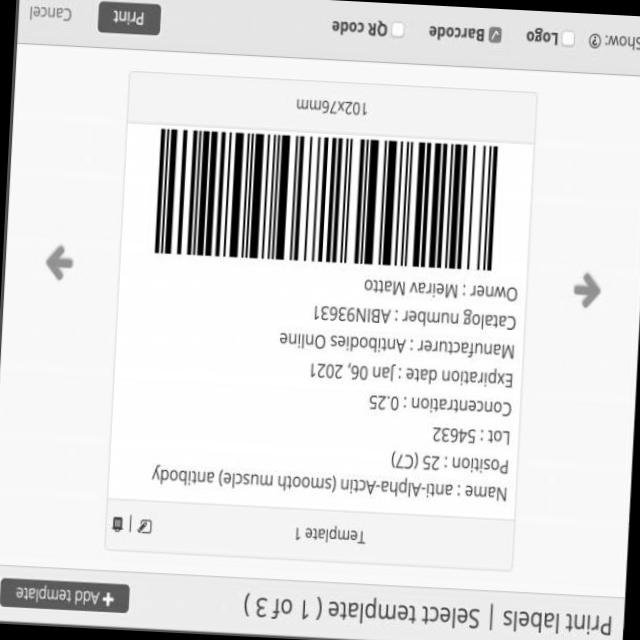 Print labels | Select template ( 1 of 3 )
+ Add template
Template 1
Name : anti-Alpha-Actin (smooth muscle) antibody
Position : 25 (C7)
Lot : 54632
Concentration : 0.25
Expiration date : Jan 06, 2021
Manufacturer : Antibodies Online
Catalog number : ABIN93631
Owner : Meirav Matto
102x76mm
Show: ? Logo Barcode QR code
Print Cancel